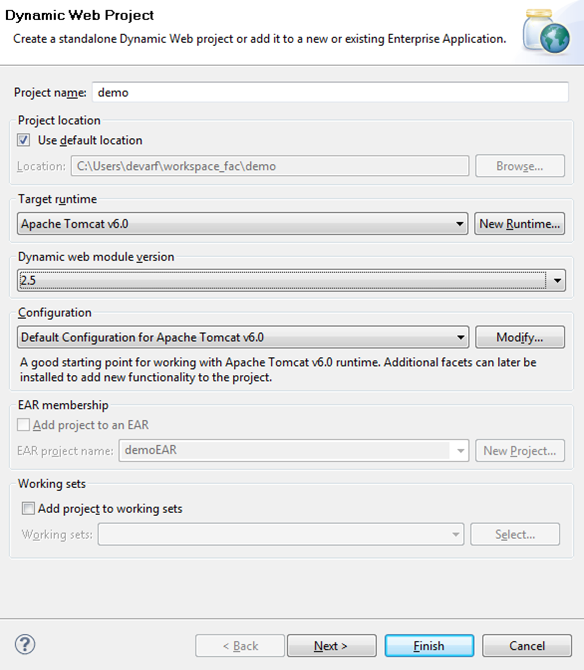 Dynamic Web Project
Create a standalone Dynamic Web project or add it to a new or existing Enterprise Application.
Project name: demo
Project location
Use default location
Location: C:\Users\devarf\workspace_fac\demo Browse...
Target runtime
Apache Tomcat v6.0 New Runtime...
Dynamic web module version
2.5
Configuration
Default Configuration for Apache Tomcat v6.0 Modify...
A good starting point for working with Apache Tomcat v6.0 runtime. Additional facets can later be
installed to add new functionality to the project.
EAR membership
Add project to an EAR
EAR project name: demoEAR New Project...
Working sets
Add project to working sets
Working sets: Select...
? < Back Next > Finish Cancel